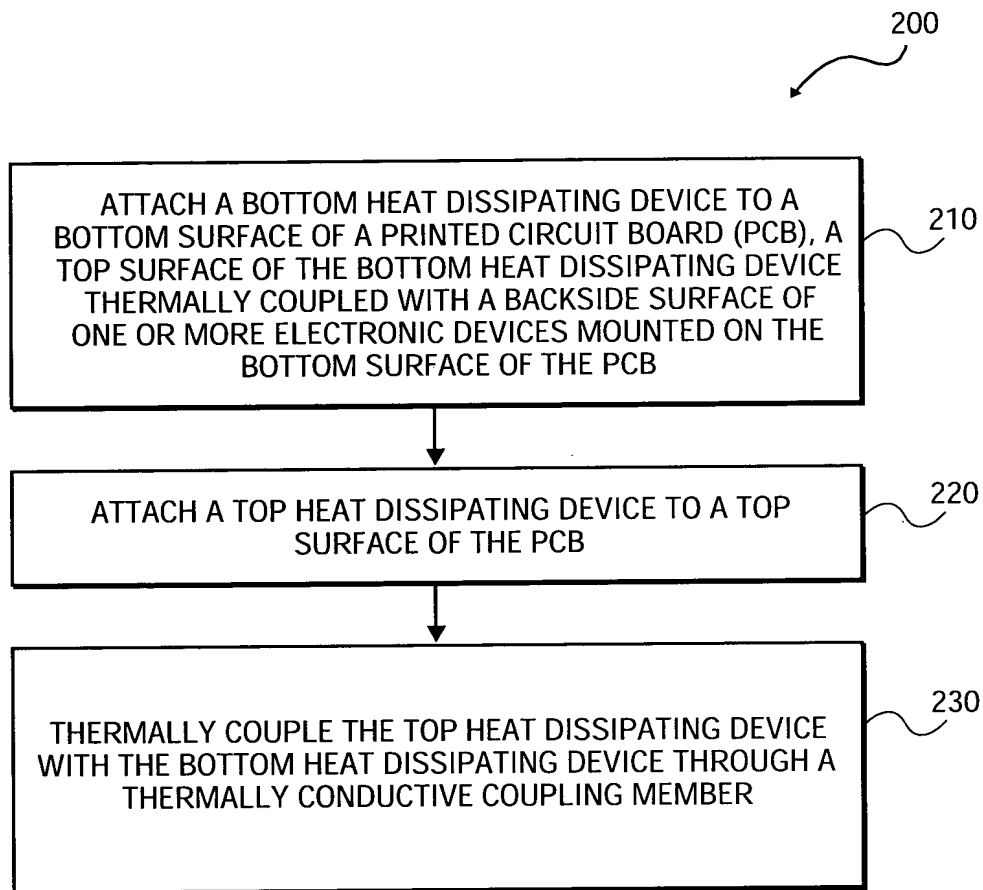 200
ATTACH A BOTTOM HEAT DISSIPATING DEVICE TO A
BOTTOM SURFACE OF A PRINTED CIRCUIT BOARD (PCB), A
TOP SURFACE OF THE BOTTOM HEAT DISSIPATING DEVICE
THERMALLY COUPLED WITH A BACKSIDE SURFACE OF
ONE OR MORE ELECTRONIC DEVICES MOUNTED ON THE
BOTTOM SURFACE OF THE PCB
210
ATTACH A TOP HEAT DISSIPATING DEVICE TO A TOP
SURFACE OF THE PCB
220
THERMALLY COUPLE THE TOP HEAT DISSIPATING DEVICE
WITH THE BOTTOM HEAT DISSIPATING DEVICE THROUGH A
THERMALLY CONDUCTIVE COUPLING MEMBER
230